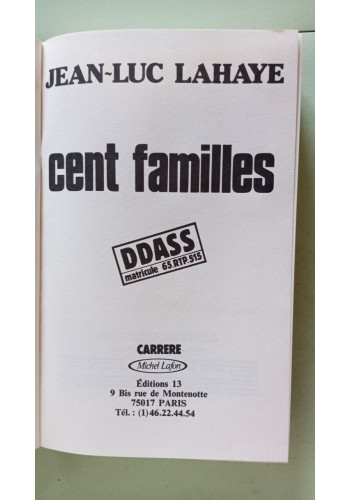 JEAN-LUC LAHAYE
cent familles
DDASS
matricule 65.RTP.515
CARRERE
Michel Lafon
Éditions 13
9 Bis rue de Montenotte
75017 PARIS
Tél. : (1)46.22.44.54